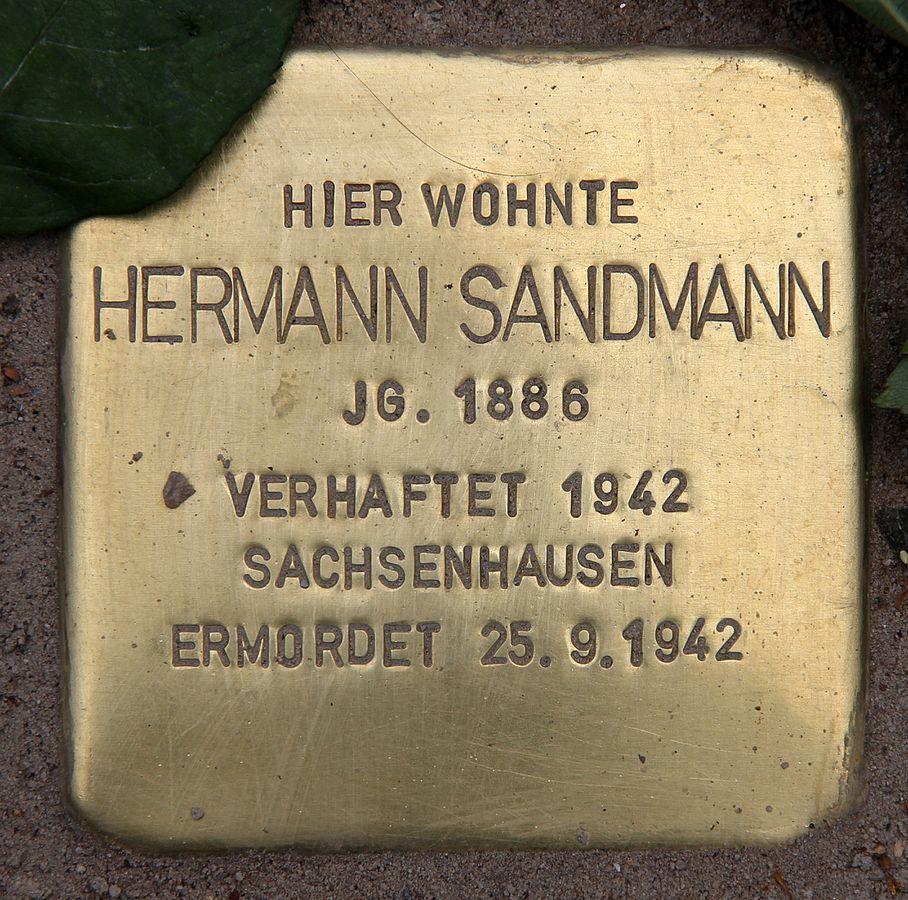 HIER WOHNTE
HERMANN SANDMANN
JG. 1886
VERHAFTET 1942
SACHSENHAUSEN
ERMORDET 25.9.1942